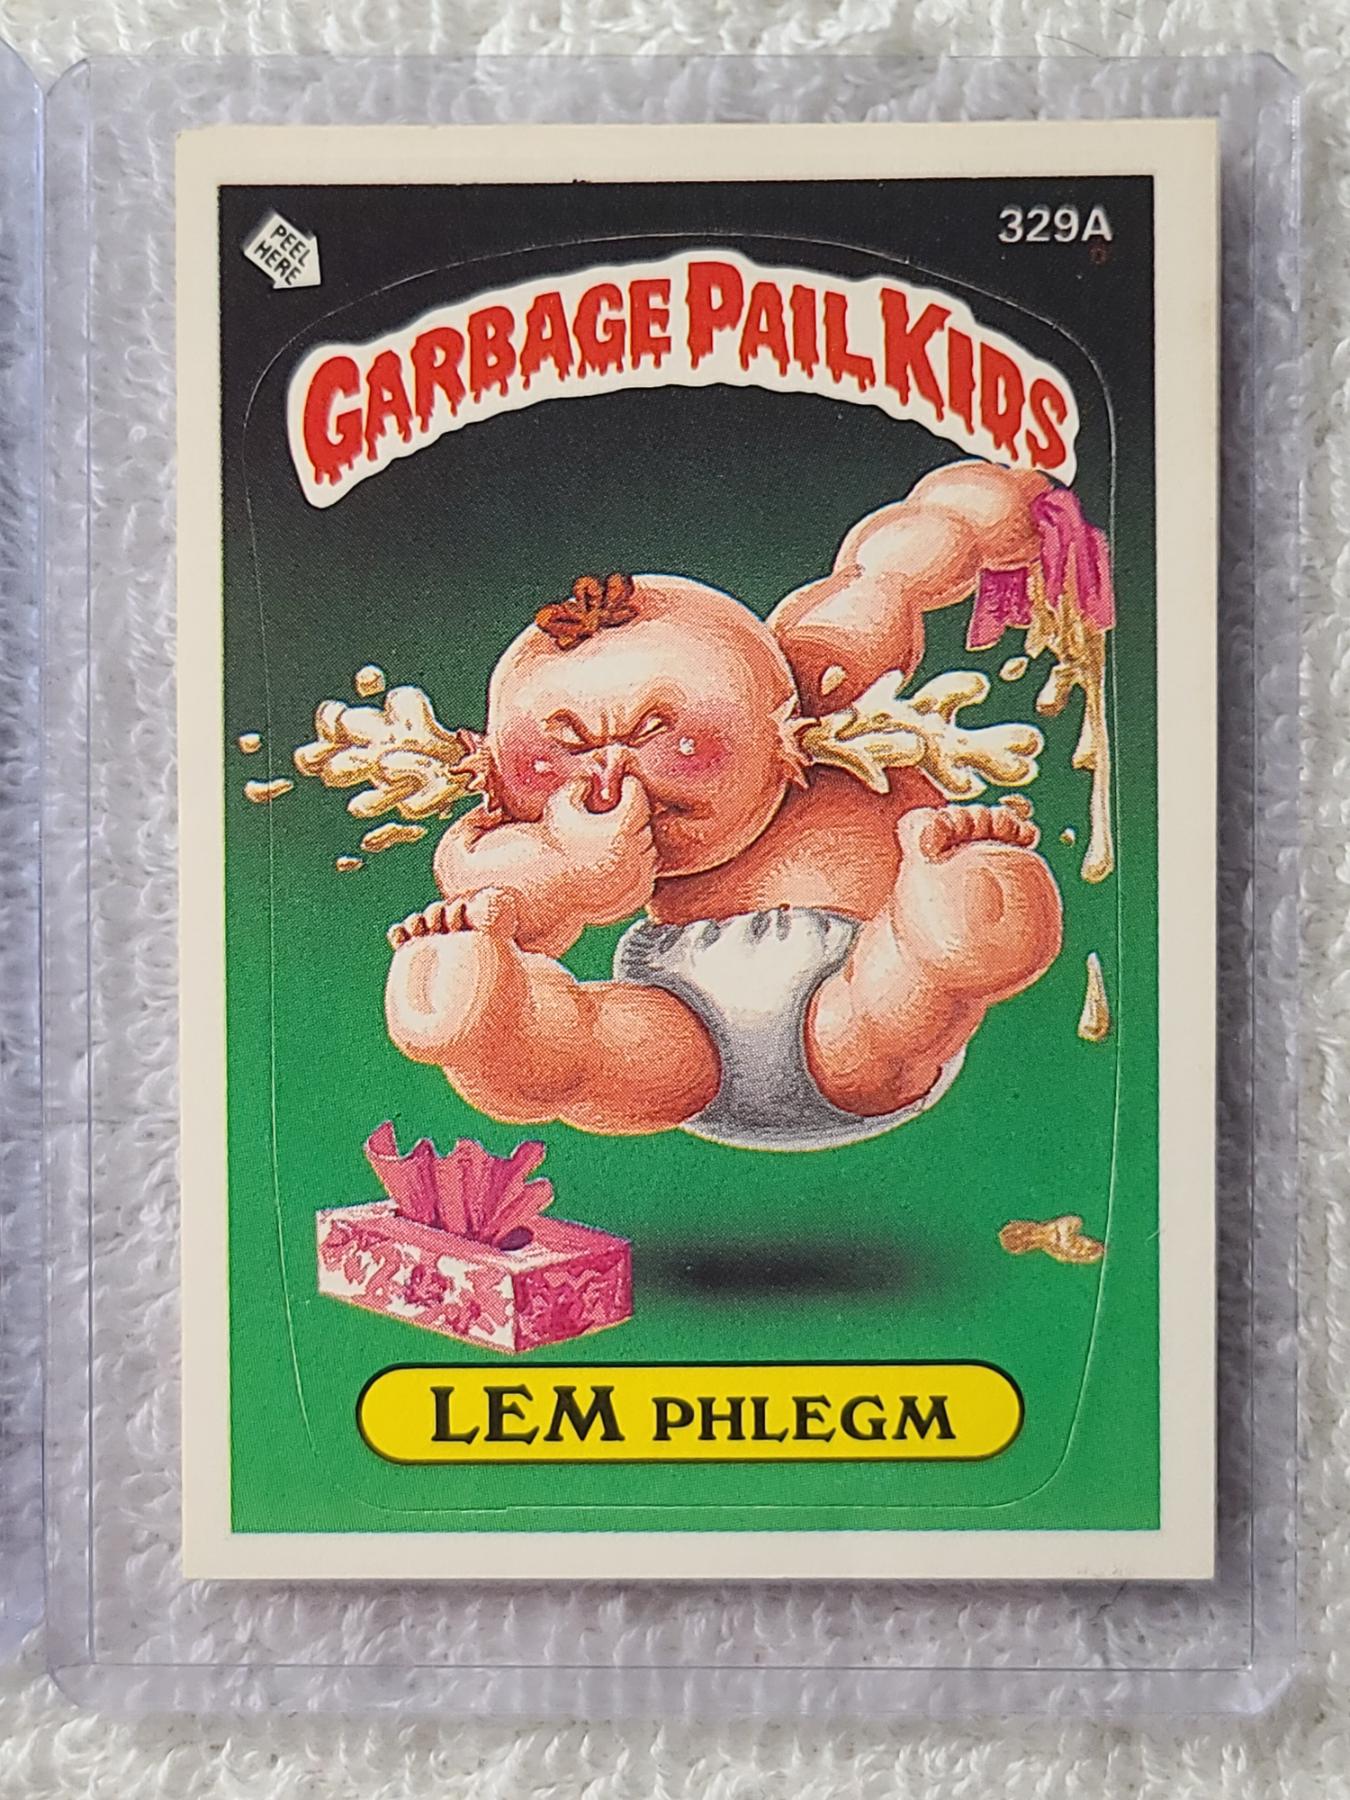 PEEL
HERE
329A
GARBAGE PAIL KIDS
LEM PHLEGM